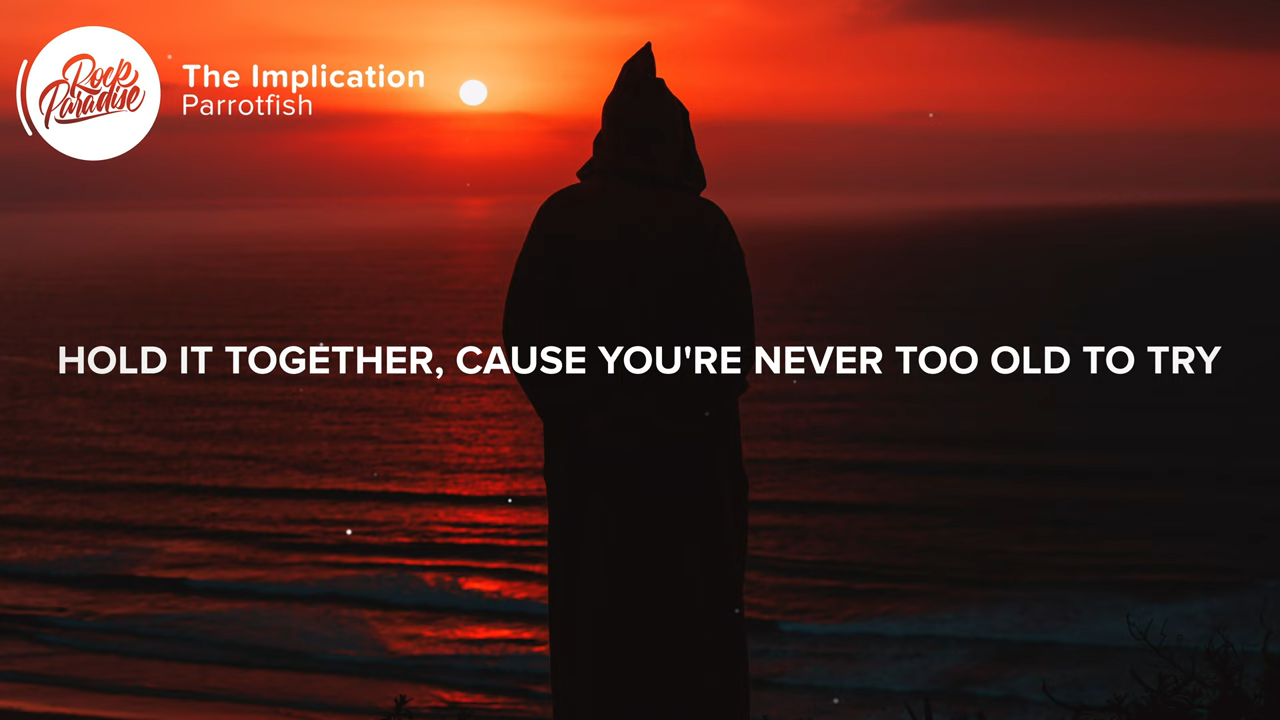 Rock
Paradise
The Implication
Parrotfish
HOLD IT TOGETHER, CAUSE YOU'RE NEVER TOO OLD TO TRY